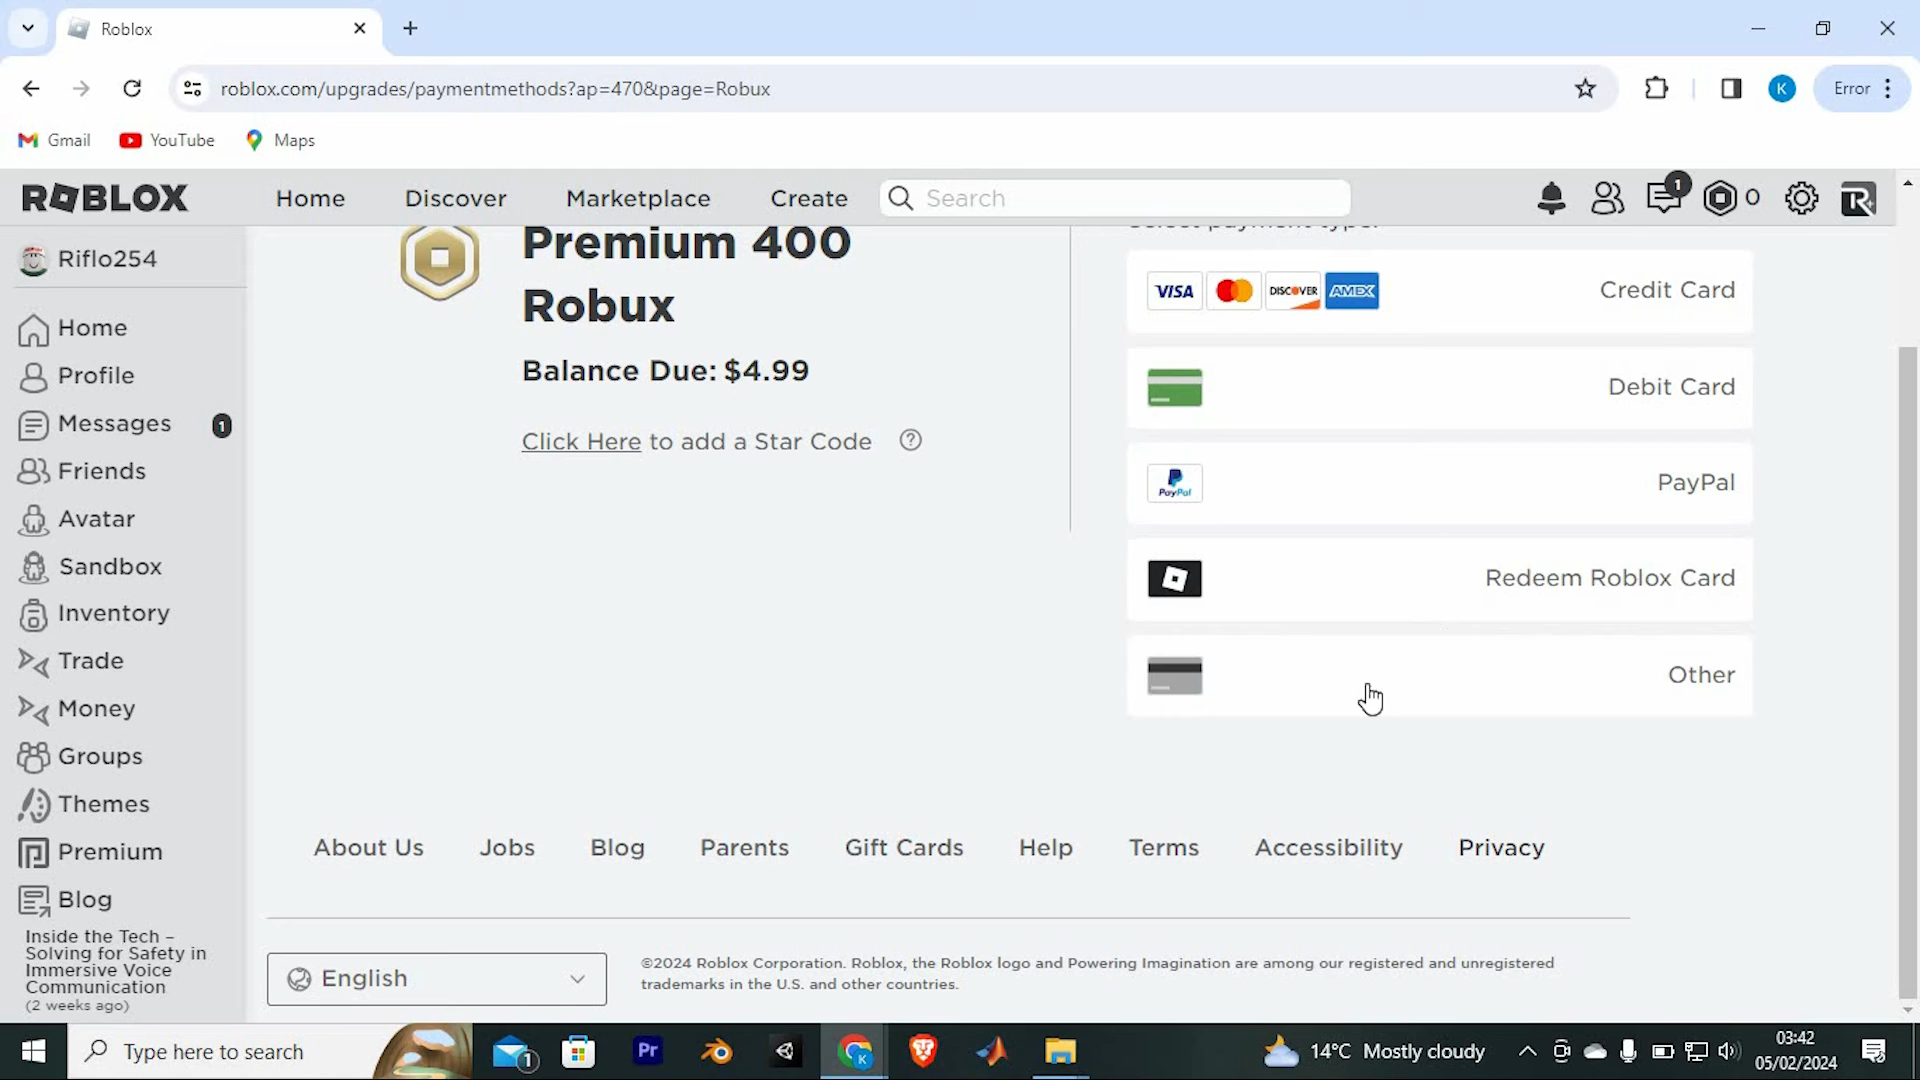 Roblox
roblox.com/upgrades/paymentmethods?ap=470&page=Robux
K
Error
Gmail
YouTube
Maps
ROBLOX
Home
Discover
Marketplace
Create
Search
1
0
Riflo254
Home
Profile
Messages
1
Friends
Avatar
Sandbox
Inventory
Trade
Money
Groups
Themes
Premium
Blog
Inside the Tech –
Solving for Safety in
Immersive Voice
Communication
(2 weeks ago)
Premium 400
Robux
Balance Due: $4.99
Click Here to add a Star Code
Select payment type:
VISA
DISCOVER
AMEX
Credit Card
Debit Card
PayPal
PayPal
Redeem Roblox Card
Other
About Us
Jobs
Blog
Parents
Gift Cards
Help
Terms
Accessibility
Privacy
English
©2024 Roblox Corporation. Roblox, the Roblox logo and Powering Imagination are among our registered and unregistered
trademarks in the U.S. and other countries.
Type here to search
1
Pr
K
14°C Mostly cloudy
03:42
05/02/2024